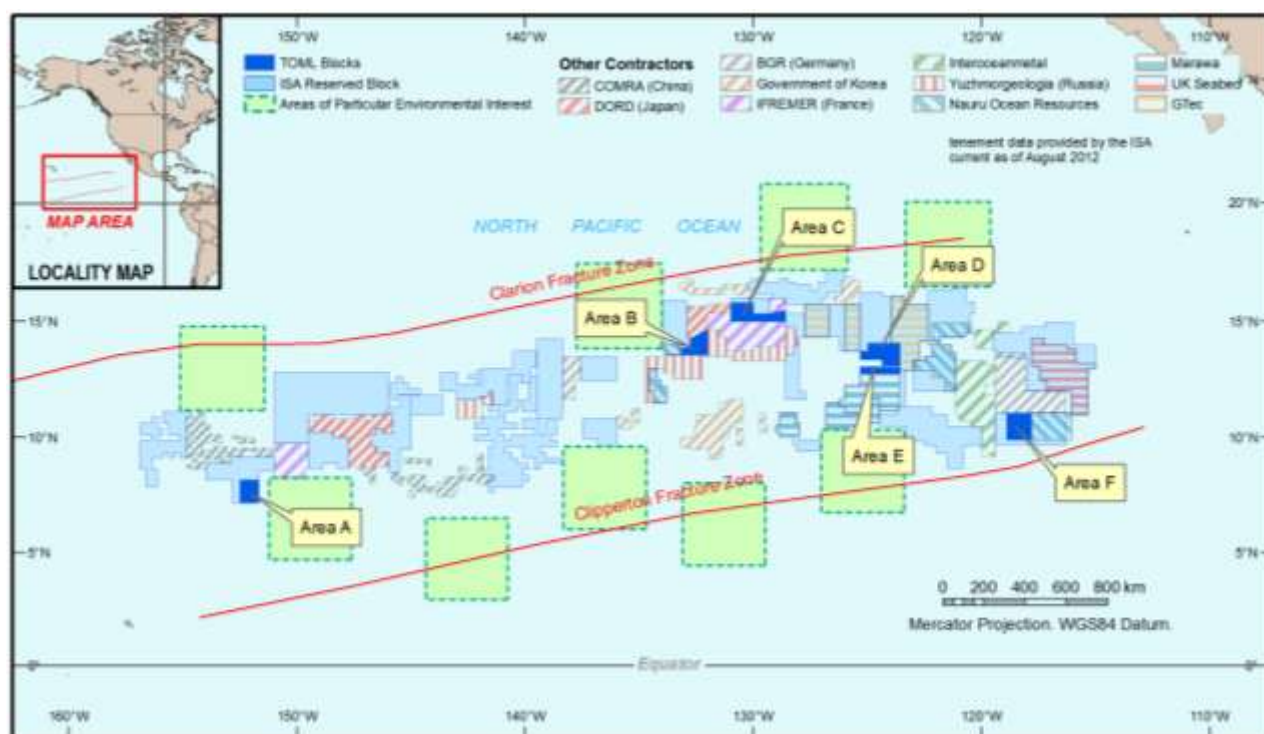 150°W 140°W 130°W 120°W
TOML Blocks
ISA Reserved Block
Areas of Particular Environmental Interest
Other Contractors
COMRA (China)
DORD (Japan)
BGR (Germany)
Government of Korea
IFREMER (France)
Interoceanmetal
Yuzhmorgeologia (Russia)
Nauru Ocean Resources
Marawa
UK Seabed
GTec
tenement data provided by the ISA
current as of August 2012
MAP AREA
LOCALITY MAP
NORTH PACIFIC OCEAN
20°N
Area C
Area D
Clarion Fracture Zone
15°N
Area B
15°N
10°N
10°N
Area E
Area F
Clipperton Fracture Zone
Area A
5°N
5°N
0 200 400 600 800 km
Mercator Projection. WGS84 Datum.
0°
Equator
0°
160°W 150°W 140°W 130°W 120°W 110°W